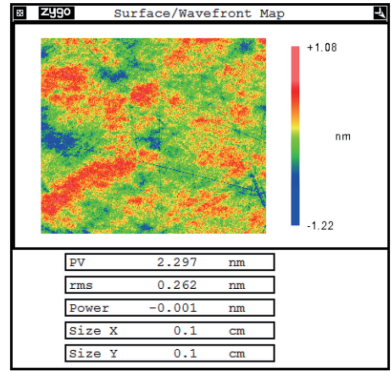 zygo Surface/Wavefront Map
+1.08
nm
-1.22
PV 2.297 nm
rms 0.262 nm
Power -0.001 nm
Size X 0.1 cm
Size Y 0.1 cm